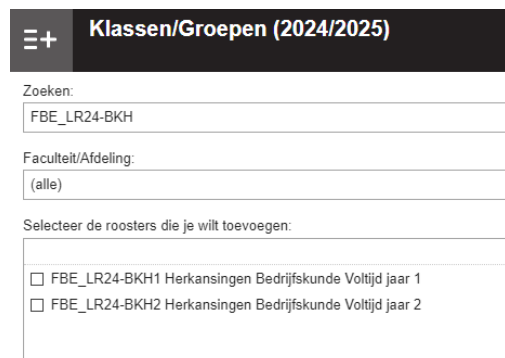 Klassen/Groepen (2024/2025)
Zoeken:
FBE_LR24-BKH
Faculteit/Afdeling:
(alle)
Selecteer de roosters die je wilt toevoegen:
FBE_LR24-BKH1 Herkansingen Bedrijfskunde Voltijd jaar 1
FBE_LR24-BKH2 Herkansingen Bedrijfskunde Voltijd jaar 2